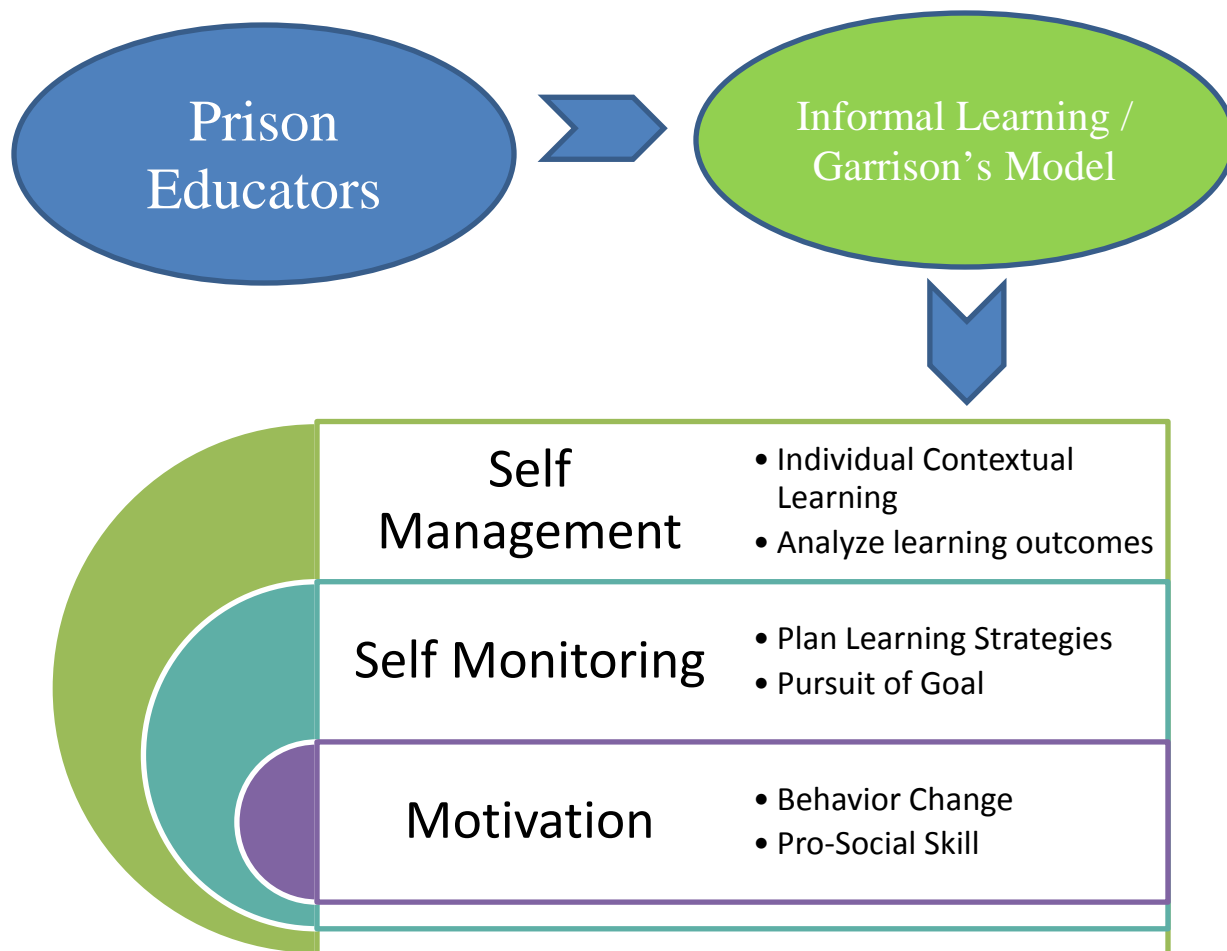 Prison
Educators
Informal Learning /
Garrison's Model
Self
Management
• Individual Contextual
Learning
• Analyze learning outcomes
Self Monitoring
• Plan Learning Strategies
• Pursuit of Goal
Motivation
• Behavior Change
• Pro-Social Skill